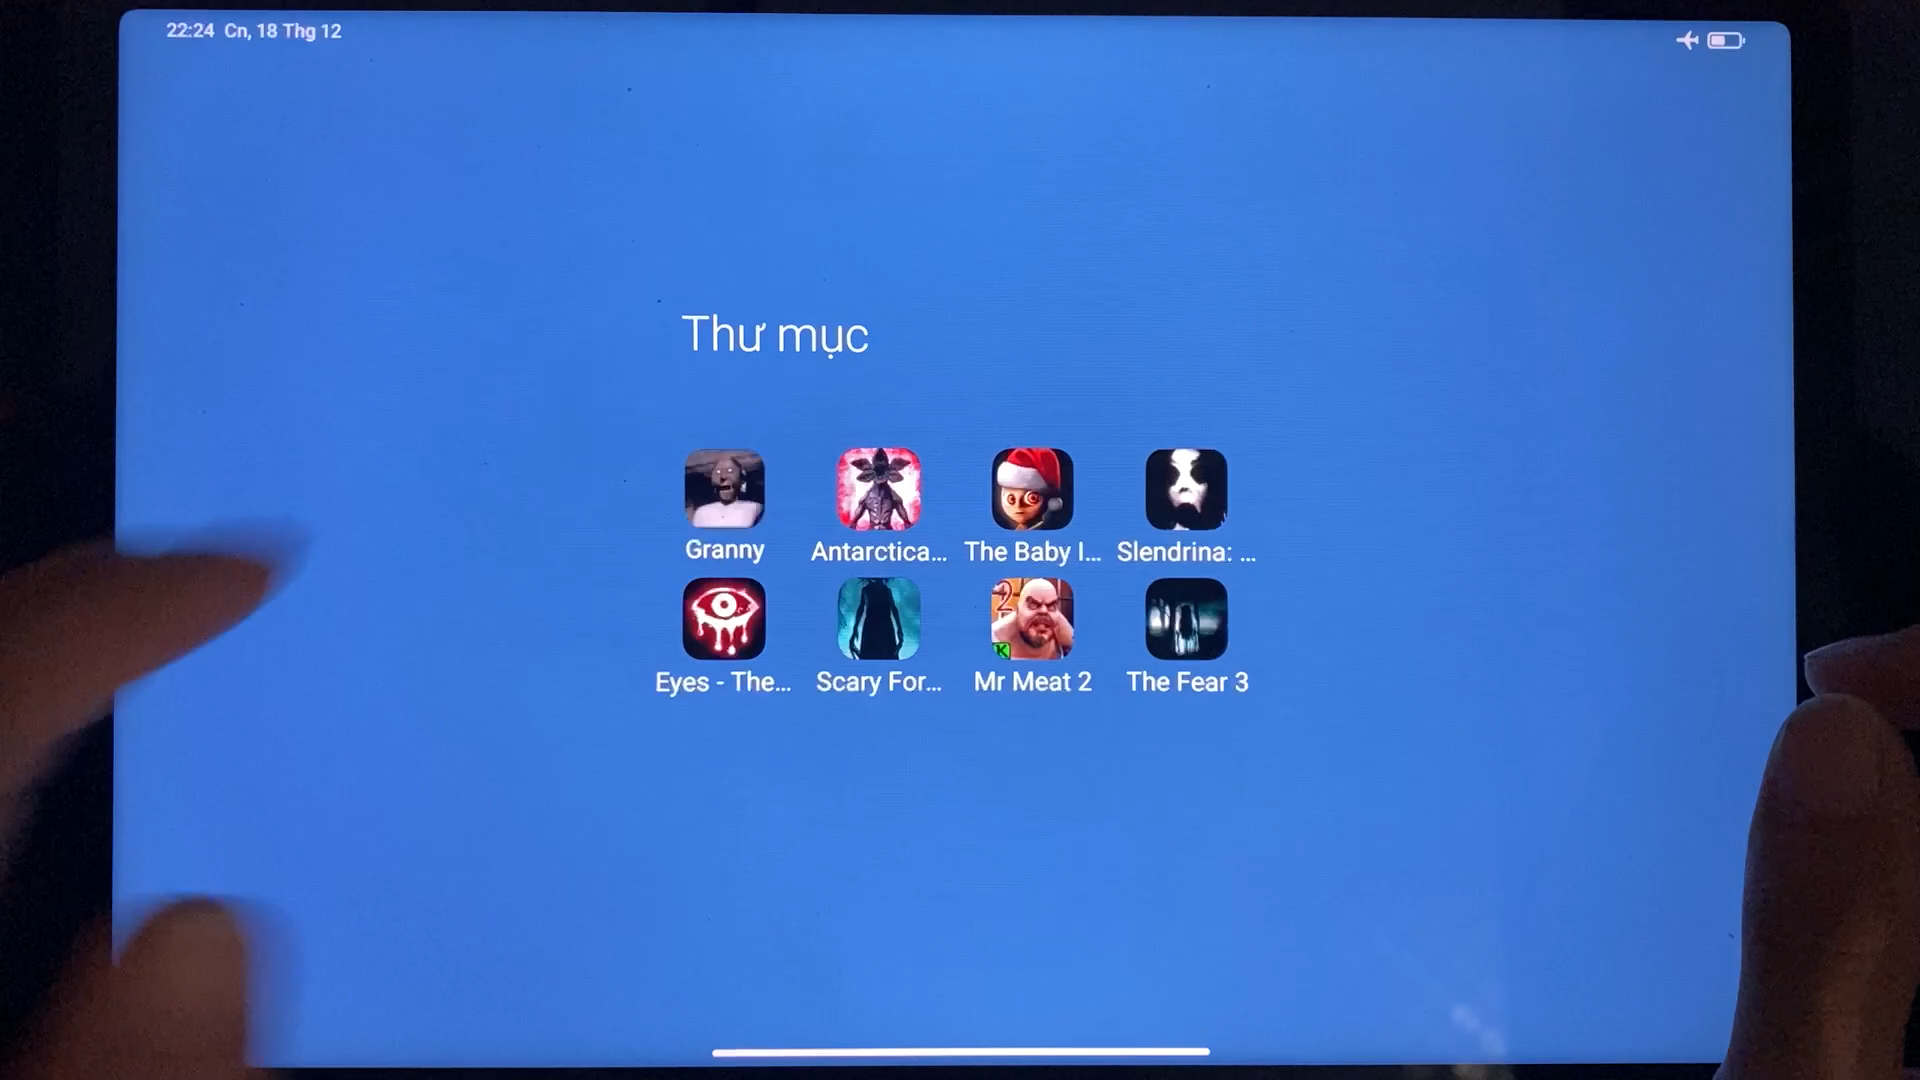 22:24 Cn, 18 Thg 12
Thư mục
Granny
Antarctica...
The Baby I...
Slendrina: ...
2
K
Eyes - The...
Scary For...
Mr Meat 2
The Fear 3